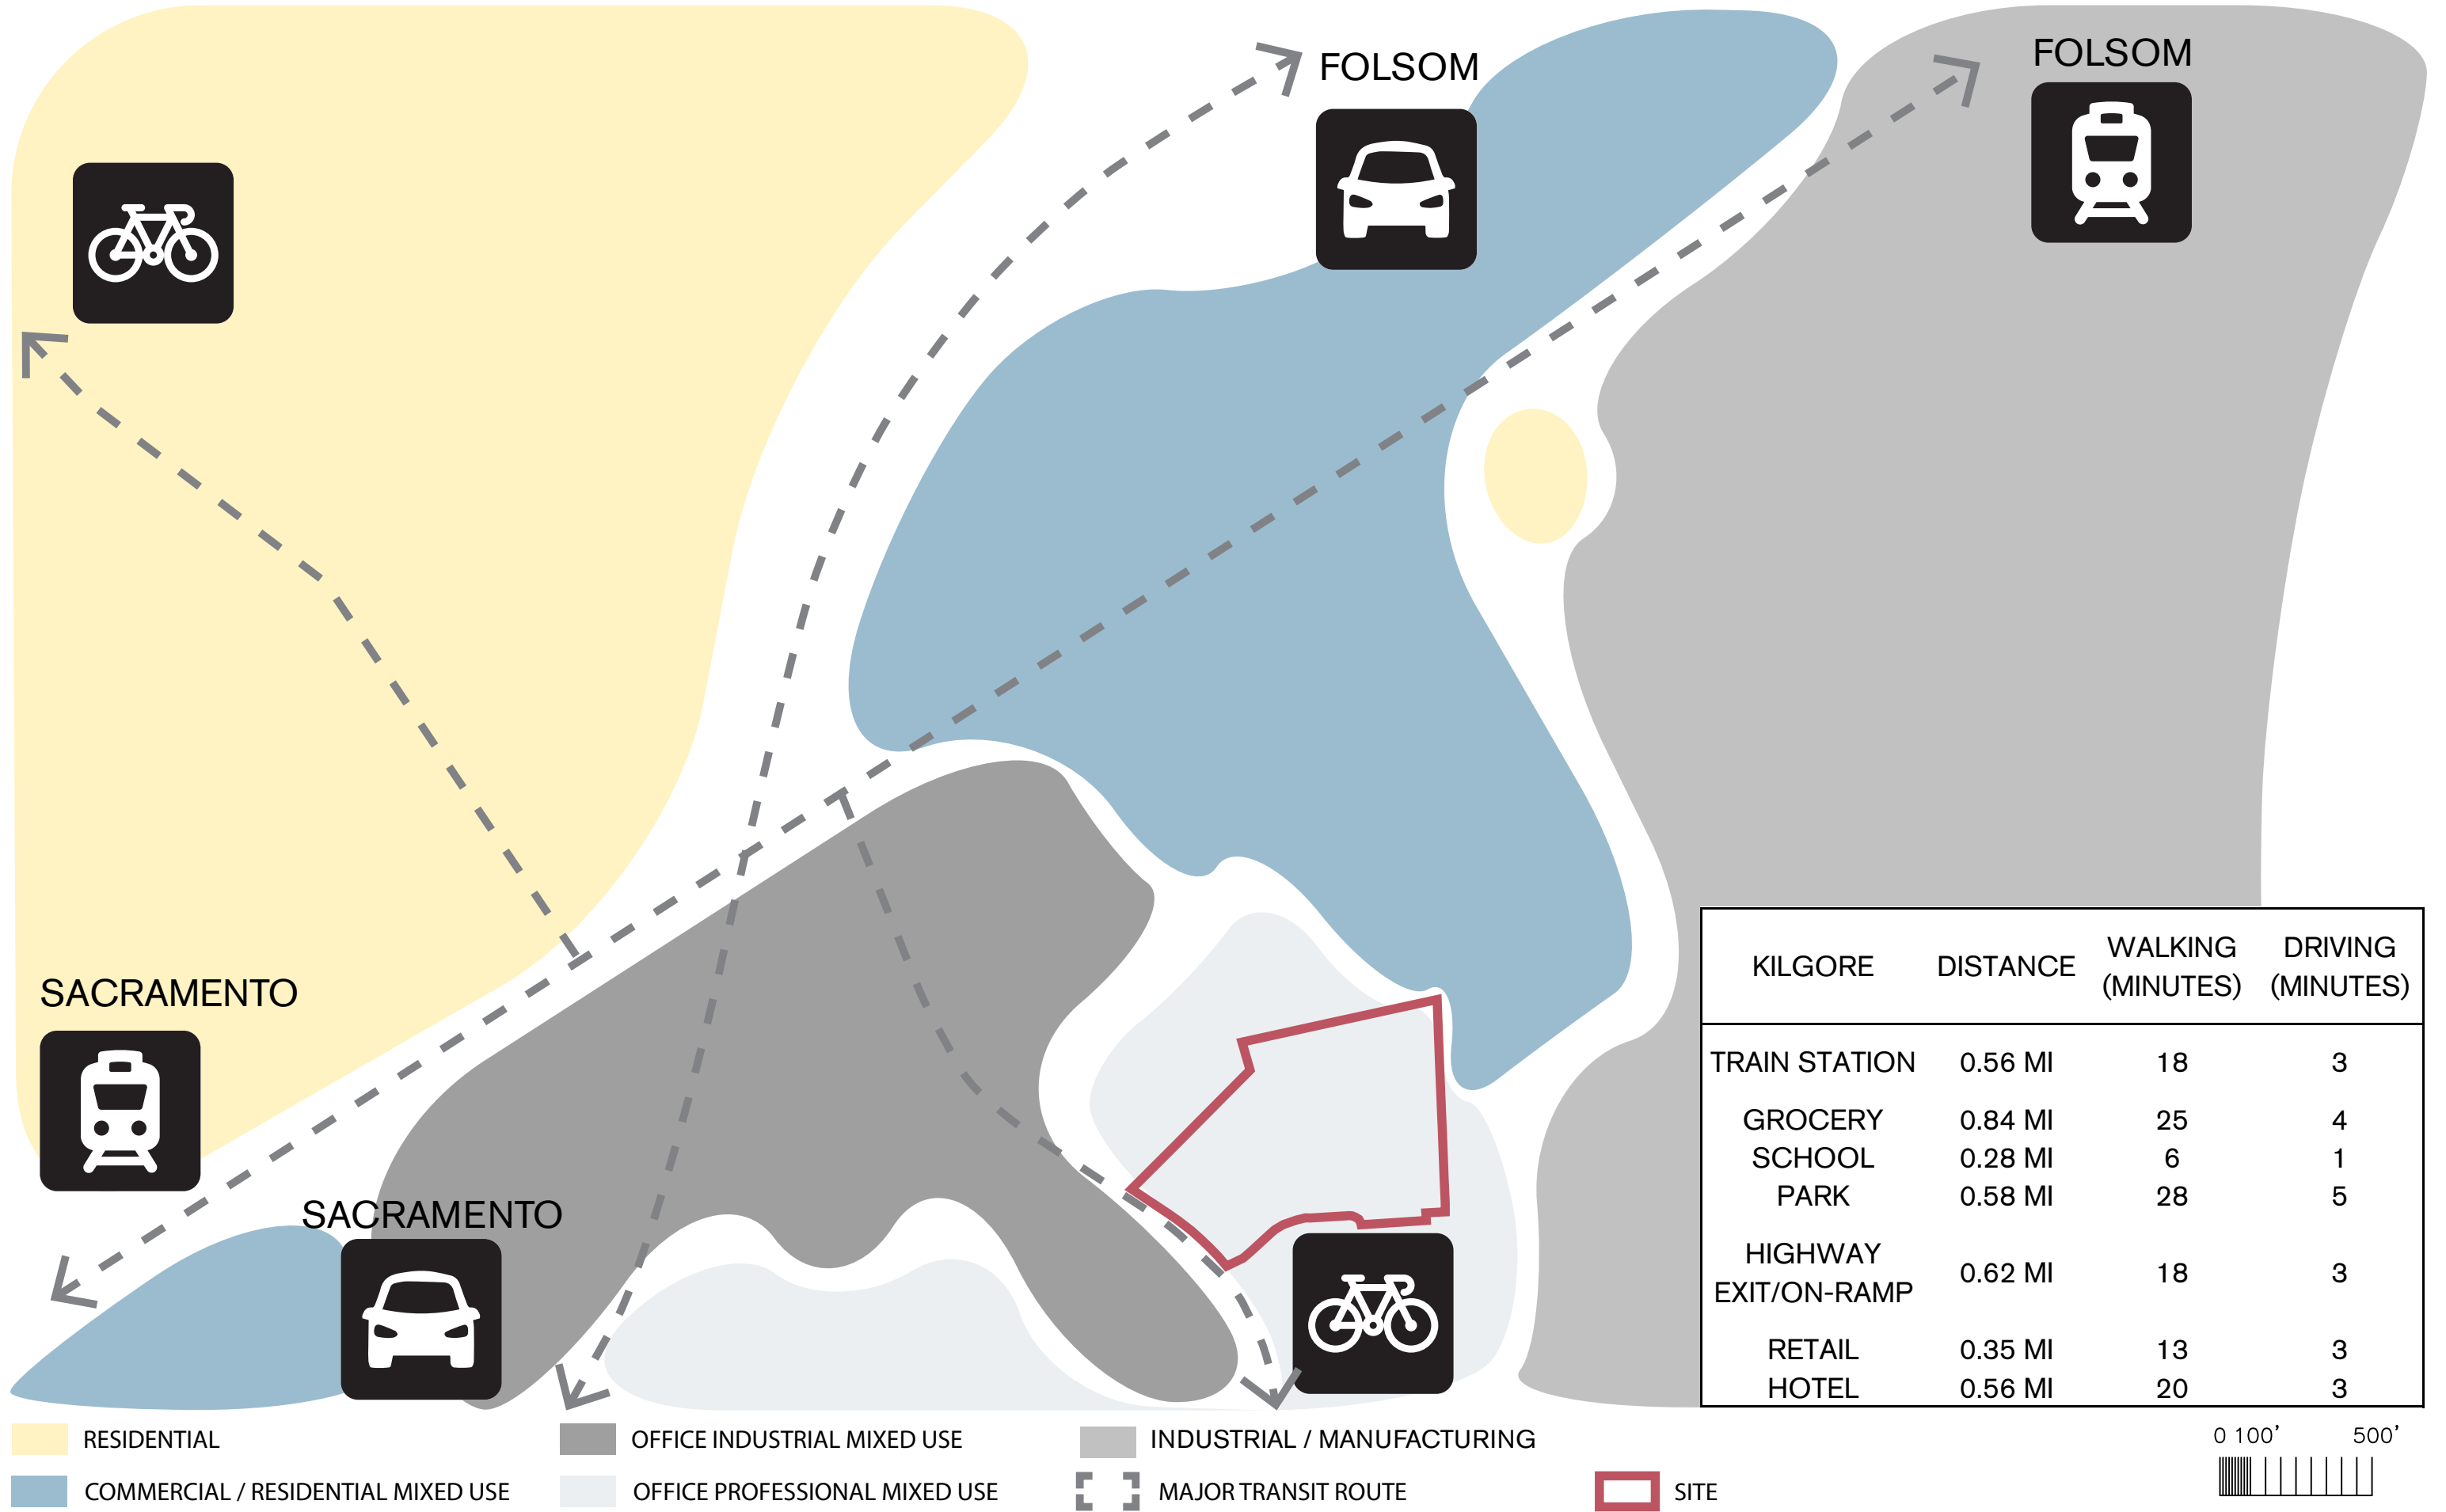 FOLSOM
FOLSOM
SACRAMENTO
SACRAMENTO
KILGORE DISTANCE WALKING (MINUTES) DRIVING (MINUTES)
TRAIN STATION 0.56 MI 18 3
GROCERY 0.84 MI 25 4
SCHOOL 0.28 MI 6 1
PARK 0.58 MI 28 5
HIGHWAY
EXIT/ON-RAMP 0.62 MI 18 3
RETAIL 0.35 MI 13 3
HOTEL 0.56 MI 20 3
RESIDENTIAL
OFFICE INDUSTRIAL MIXED USE
INDUSTRIAL / MANUFACTURING
COMMERCIAL / RESIDENTIAL MIXED USE
OFFICE PROFESSIONAL MIXED USE
MAJOR TRANSIT ROUTE
SITE
0 100' 500'